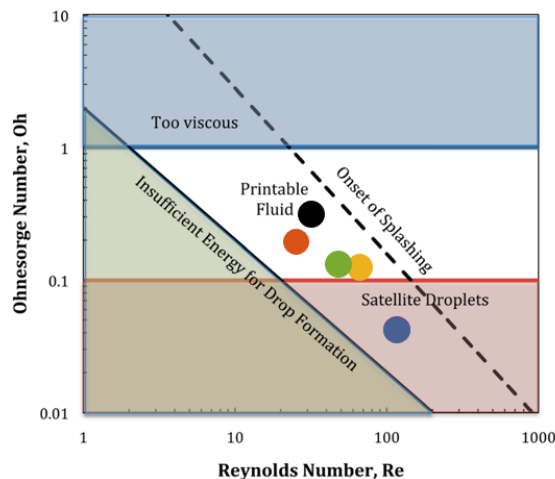 10
1
0.1
0.01
Ohnesorge Number, Oh
Too viscous
Printable
Fluid
Onset of Splashing
Insufficient Energy for Drop Formation
Satellite Droplets
1
10
100
1000
Reynolds Number, Re